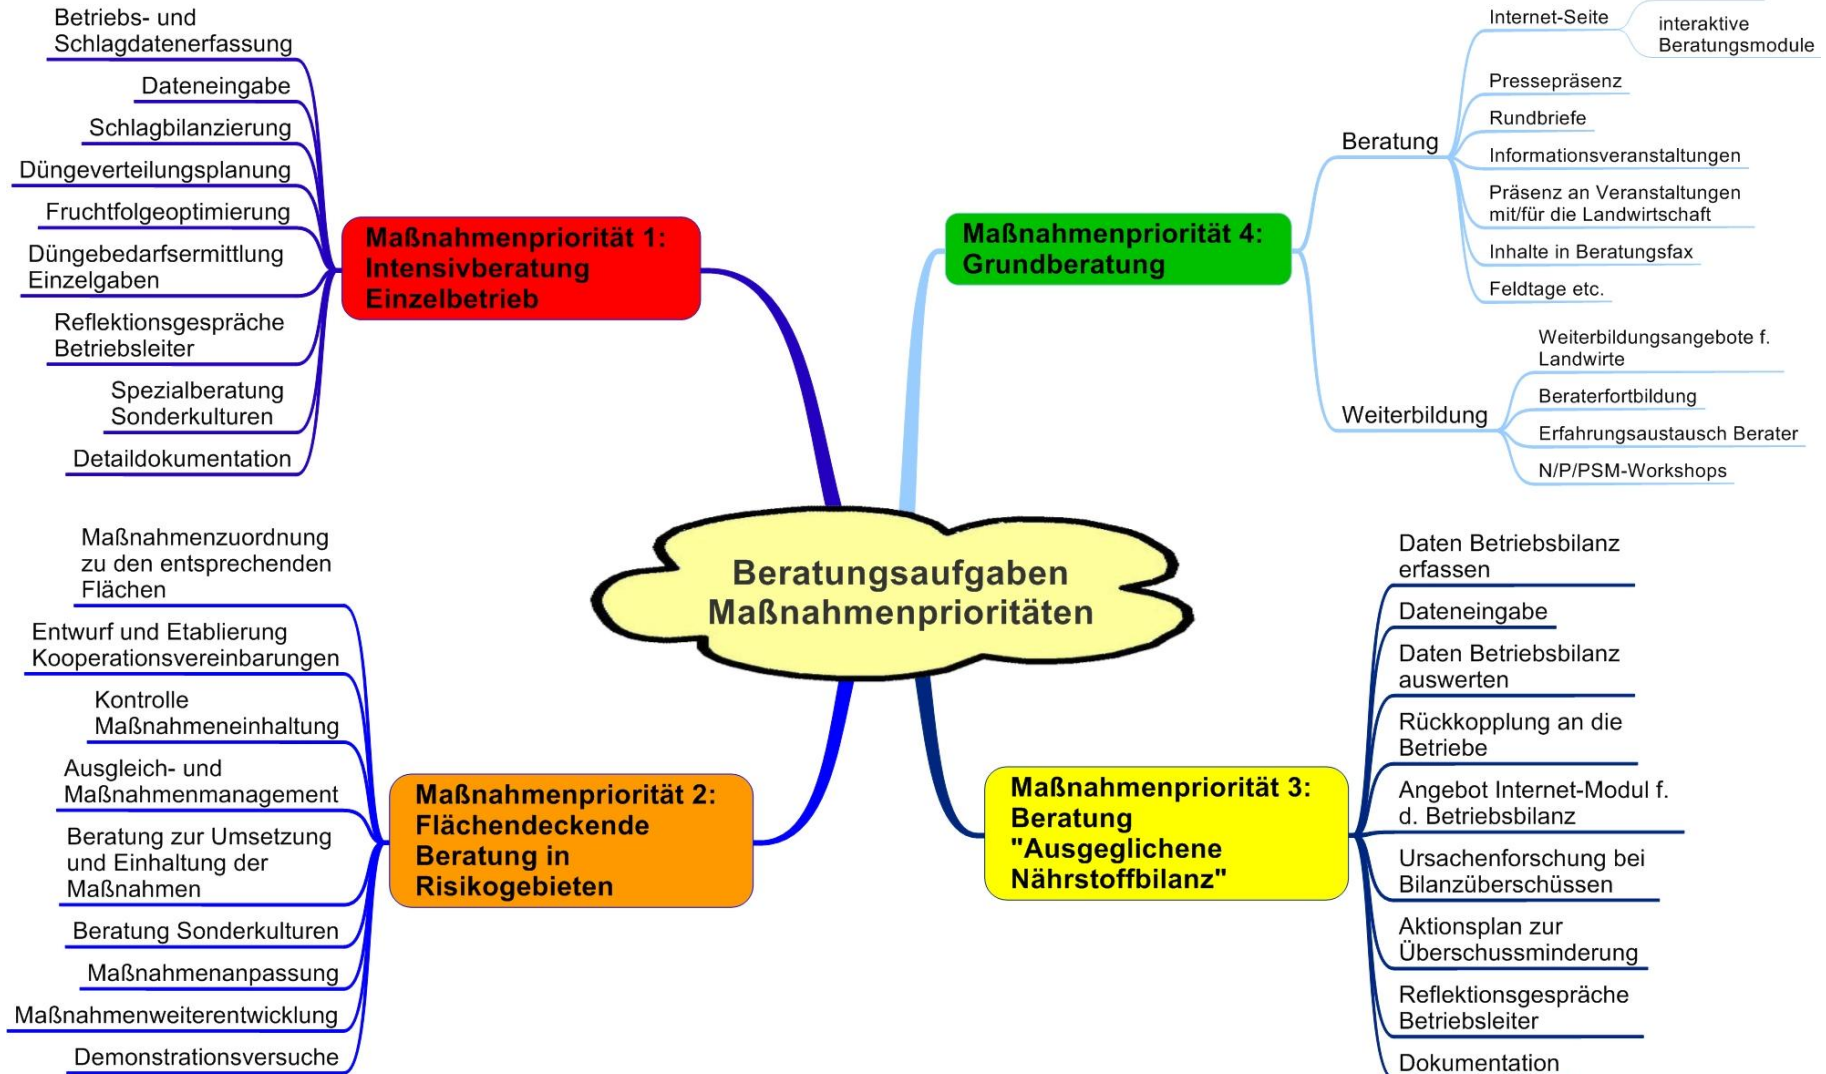 Betriebs- und
Schlagdatenerfassung
Dateneingabe
Schlagbilanzierung
Düngeverteilungsplanung
Fruchtfolgeoptimierung
Düngebedarfsermittlung
Einzelgaben
Reflektionsgespräche
Betriebsleiter
Spezialberatung
Sonderkulturen
Detaildokumentation
Maßnahmenpriorität 1:
Intensivberatung
Einzelbetrieb
Maßnahmenpriorität 4:
Grundberatung
Beratung
Internet-Seite
interaktive
Beratungsmodule
Pressepräsenz
Rundbriefe
Informationsveranstaltungen
Präsenz an Veranstaltungen
mit/für die Landwirtschaft
Inhalte in Beratungsfax
Feldtage etc.
Weiterbildung
Weiterbildungsangebote f.
Landwirte
Beraterfortbildung
Erfahrungsaustausch Berater
N/P/PSM-Workshops
Beratungsaufgaben
Maßnahmenprioritäten
Maßnahmenzuordnung
zu den entsprechenden
Flächen
Entwurf und Etablierung
Kooperationsvereinbarungen
Kontrolle
Maßnahmeneinhaltung
Ausgleich- und
Maßnahmenmanagement
Beratung zur Umsetzung
und Einhaltung der
Maßnahmen
Beratung Sonderkulturen
Maßnahmenanpassung
Maßnahmenweiterentwicklung
Demonstrationsversuche
Maßnahmenpriorität 2:
Flächendeckende
Beratung in
Risikogebieten
Maßnahmenpriorität 3:
Beratung
"Ausgeglichene
Nährstoffbilanz"
Daten Betriebsbilanz
erfassen
Dateneingabe
Daten Betriebsbilanz
auswerten
Rückkopplung an die
Betriebe
Angebot Internet-Modul f.
d. Betriebsbilanz
Ursachenforschung bei
Bilanzüberschüssen
Aktionsplan zur
Überschussminderung
Reflektionsgespräche
Betriebsleiter
Dokumentation